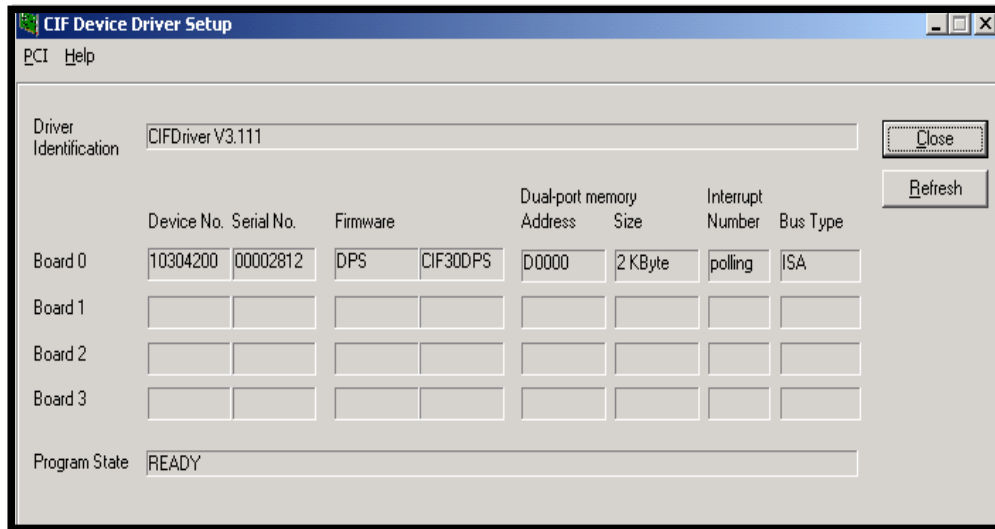 CIF Device Driver Setup
PCI Help
Driver Identification CIFDriver V3.111
Close
Refresh
Dual-port memory Interrupt
Device No. Serial No. Firmware Address Size Number Bus Type
Board 0 10304200 00002812 DPS CIF30DPS D0000 2 KByte polling ISA
Board 1
Board 2
Board 3
Program State READY